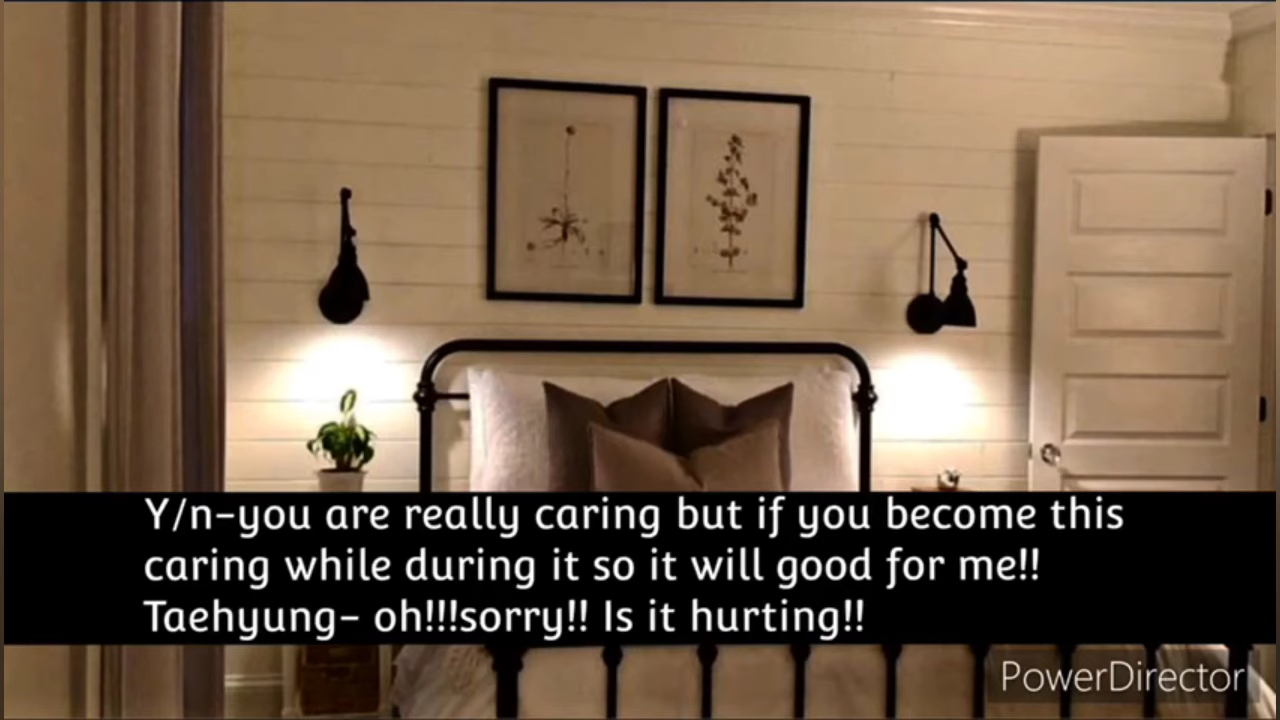 Y/n-you are really caring but if you become this
caring while during it so it will good for me!!
Taehyung- oh!!!sorry!! Is it hurting!!
PowerDirector